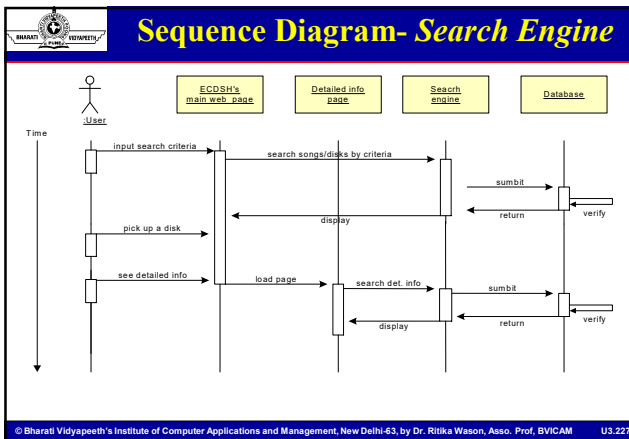 BHARATI VIDYAPEETH
PUNE
Sequence Diagram- Search Engine
:User
ECDSH's
main web page
Detailed info
page
Seacrh
engine
Database
Time
input search criteria
search songs/disks by criteria
sumbit
return
verify
display
pick up a disk
see detailed info
load page
search det. info
sumbit
display
return
verify
© Bharati Vidyapeeth's Institute of Computer Applications and Management, New Delhi-63, by Dr. Ritika Wason, Asso. Prof, BVICAM U3.227